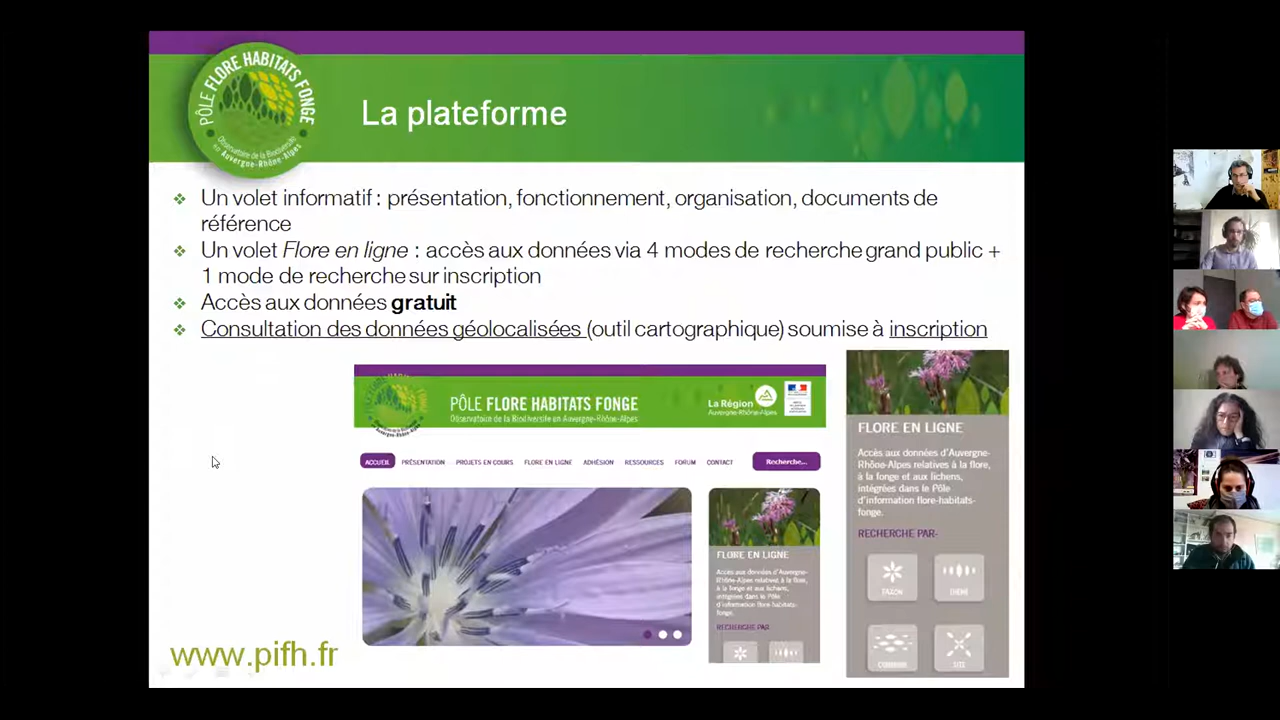 PÔLE FLORE HABITATS FONGE
Observatoire de la Biodiversité
en Auvergne-Rhône-Alpes
La plateforme
Un volet informatif : présentation, fonctionnement, organisation, documents de
référence
Un volet Flore en ligne : accès aux données via 4 modes de recherche grand public +
1 mode de recherche sur inscription
Accès aux données gratuit
Consultation des données géolocalisées (outil cartographique) soumise à inscription
PÔLE FLORE HABITATS FONGE
Observatoire de la Biodiversité en Auvergne-Rhône-Alpes
La Région
Auvergne-Rhône-Alpes
ACCUEIL PRÉSENTATION PROJETS EN COURS FLORE EN LIGNE ADHÉSION RESSOURCES FORUM CONTACT Recherche...
FLORE EN LIGNE
Accès aux données d'Auvergne-
Rhône-Alpes relatives à la flore,
à la fonge et aux lichens,
intégrées dans le Pôle
d'information flore-habitats-
fonge.
RECHERCHE PAR
FLORE EN LIGNE
Accès aux données d'Auvergne-
Rhône-Alpes relatives à la flore,
à la fonge et aux lichens,
intégrées dans le Pôle
d'information flore-habitats-
fonge.
RECHERCHE PAR-
TAXON
COMMUNE SITE
www.pifh.fr